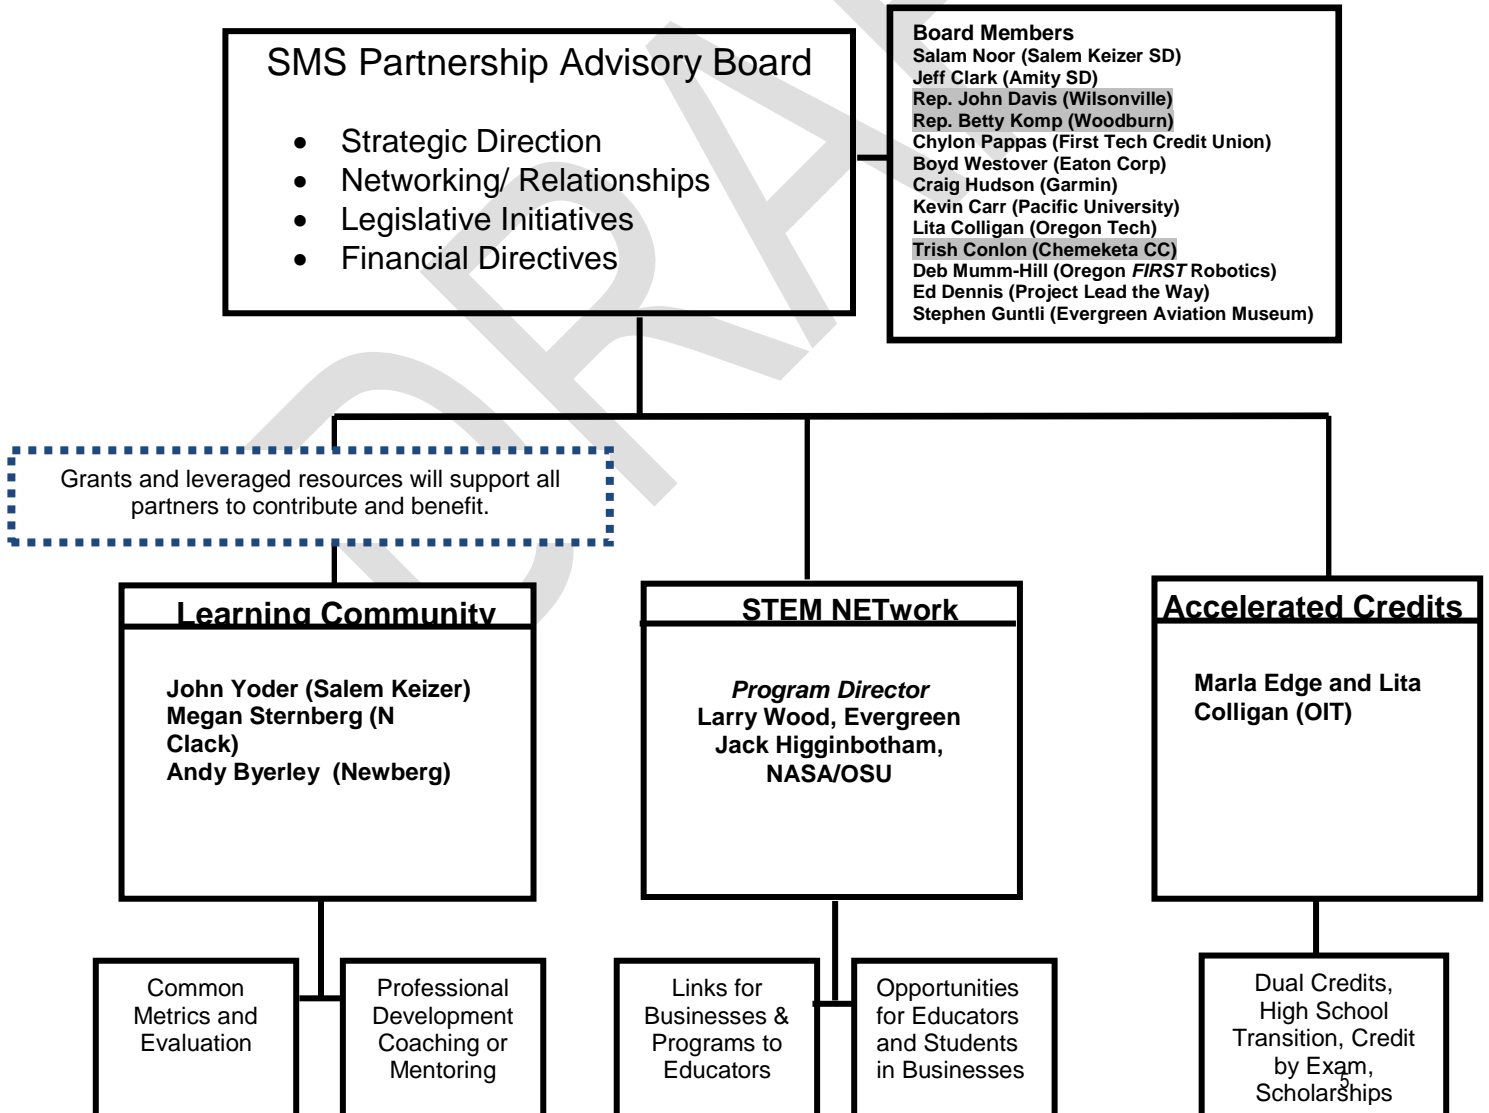 SMS Partnership Advisory Board
• Strategic Direction
• Networking/ Relationships
• Legislative Initiatives
• Financial Directives
Board Members
Salam Noor (Salem Keizer SD)
Jeff Clark (Amity SD)
Rep. John Davis (Wilsonville)
Rep. Betty Komp (Woodburn)
Chylon Pappas (First Tech Credit Union)
Boyd Westover (Eaton Corp)
Craig Hudson (Garmin)
Kevin Carr (Pacific University)
Lita Colligan (Oregon Tech)
Trish Conlon (Chemeketa CC)
Deb Mumm-Hill (Oregon FIRST Robotics)
Ed Dennis (Project Lead the Way)
Stephen Guntli (Evergreen Aviation Museum)
DRA
Grants and leveraged resources will support all
partners to contribute and benefit.
Learning Community
John Yoder (Salem Keizer)
Megan Sternberg (N
Clack)
Andy Byerley (Newberg)
STEM NETwork
Program Director
Larry Wood, Evergreen
Jack Higginbotham,
NASA/OSU
Accelerated Credits
Marla Edge and Lita
Colligan (OIT)
Common
Metrics and
Evaluation
Professional
Development
Coaching or
Mentoring
Links for
Businesses &
Programs to
Educators
Opportunities
for Educators
and Students
in Businesses
Dual Credits,
High School
Transition, Credit
by Exam,
Scholarships
5